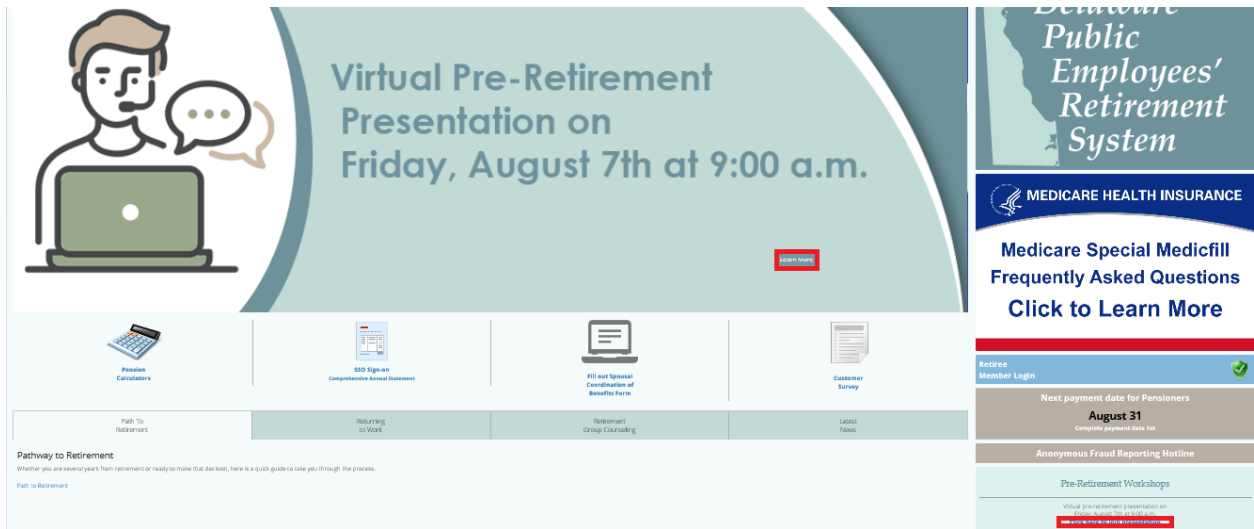 Virtual Pre-Retirement
Presentation on
Friday, August 7th at 9:00 a.m.
Learn More
Pension
Calculators
SSO Sign-on
Comprehensive Annual Statement
Fill out Spousal
Coordination of
Benefits Form
Customer
Survey
Path To
Retirement
Returning
to Work
Retirement
Group Counseling
Latest
News
Pathway to Retirement
Whether you are several years from retirement or ready to make that decision, here is a quick guide to take you through the process.
Path to Retirement
Delaware
Public
Employees'
Retirement
System
MEDICARE HEALTH INSURANCE
Medicare Special Medicfill
Frequently Asked Questions
Click to Learn More
Retiree
Member Login
Next payment date for Pensioners
August 31
Complete payment date list
Anonymous Fraud Reporting Hotline
Pre-Retirement Workshops
Virtual pre-retirement presentation on
Friday August 7th at 9:00 a.m.
Click here to join presentation